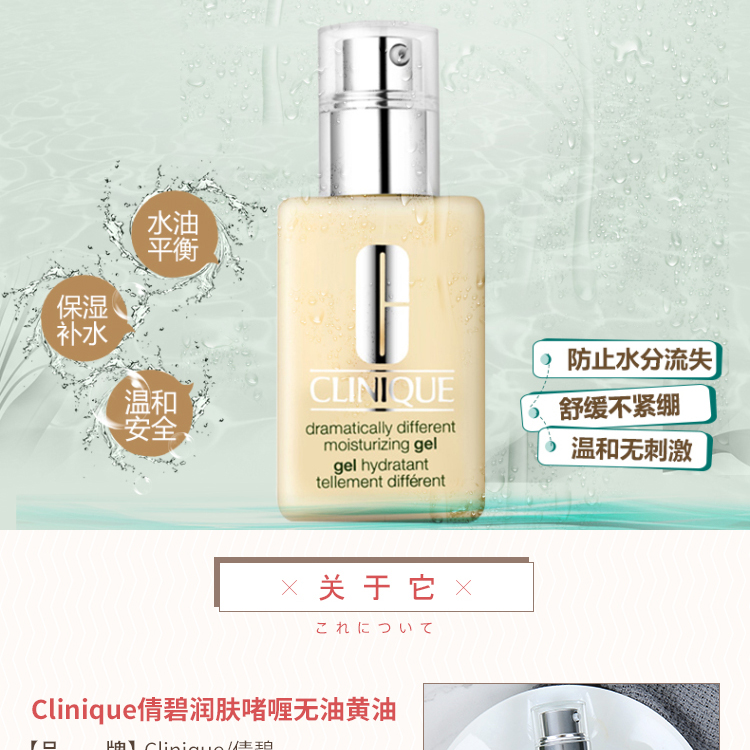 水油
平衡
保湿
补水
温和
安全
CLINIQUE
dramatically different
moisturizing gel
gel hydratant
tellement différent
防止水分流失
舒缓不紧绷
温和无刺激
× 关于它 ×
これについて
Clinique倩碧润肤啫喱无油黄油
【品 牌】Clinique/倩碧